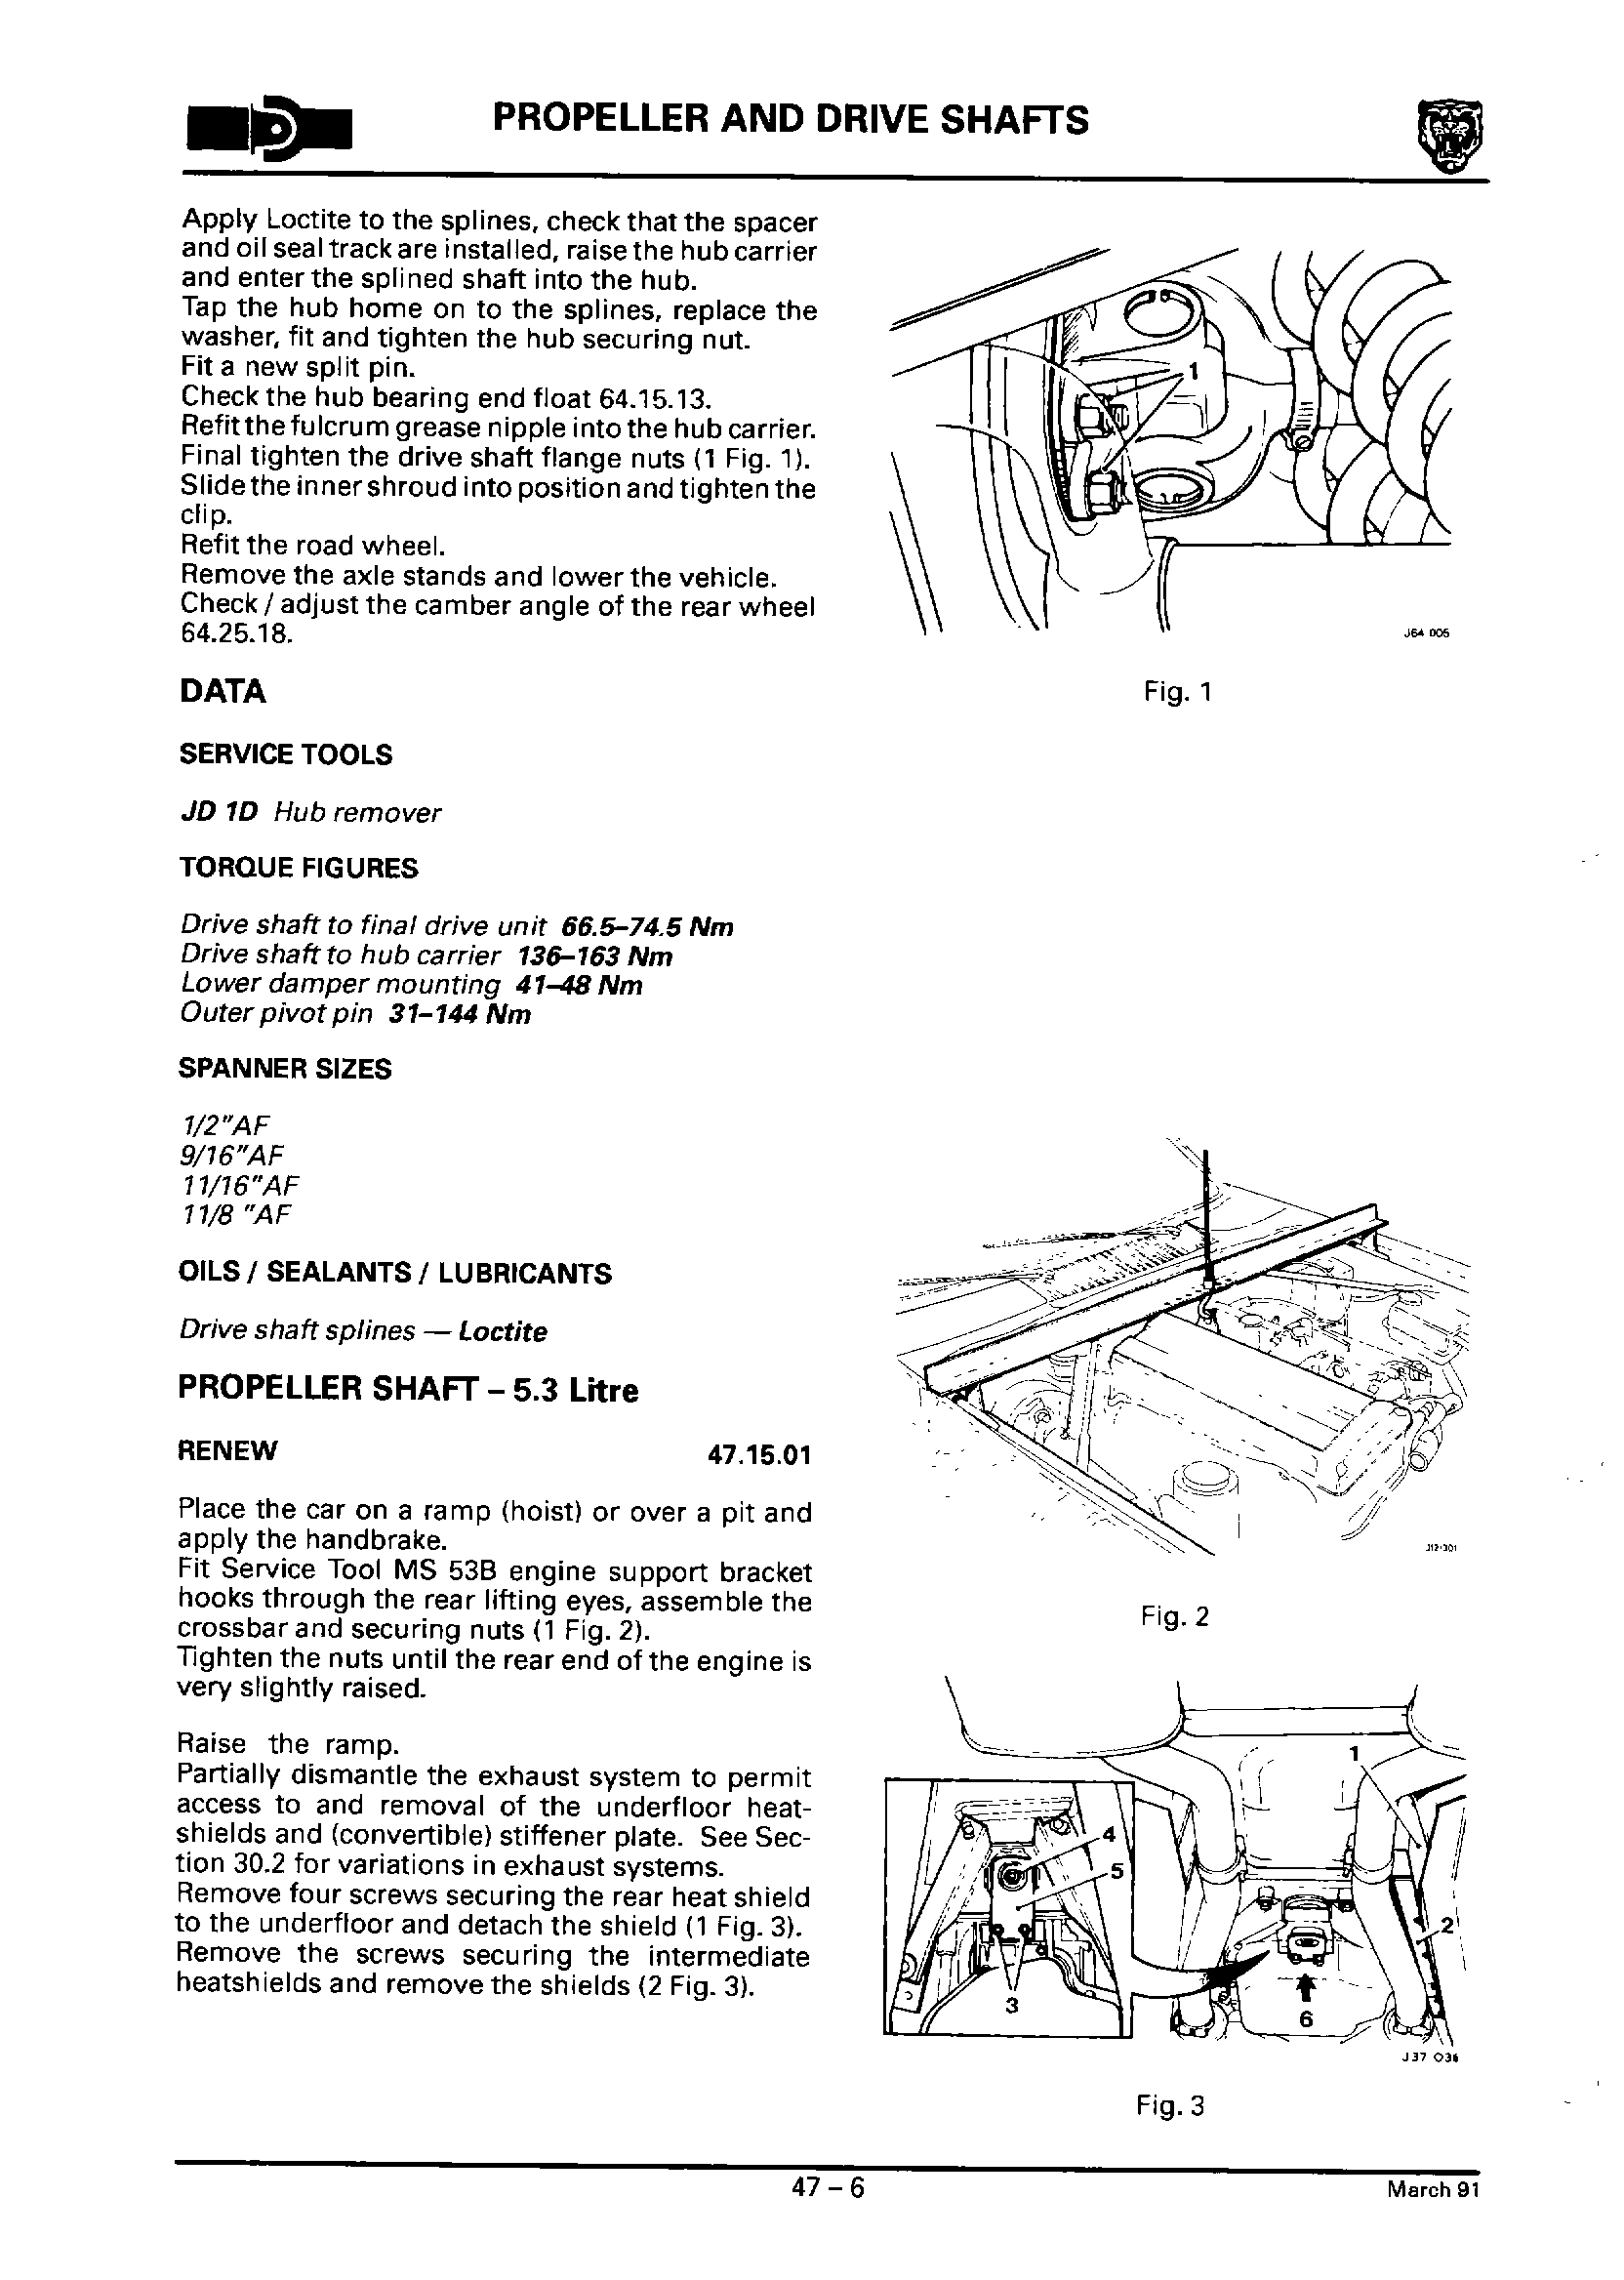 PROPELLER AND DRIVE SHAFTS
Apply Loctite to the splines, check that the spacer
and oil seal track are installed, raise the hub carrier
and enter the splined shaft into the hub.
Tap the hub home on to the splines, replace the
washer, fit and tighten the hub securing nut.
Fit a new split pin.
Check the hub bearing end float 64.15.13.
Refit the fulcrum grease nipple into the hub carrier.
Final tighten the drive shaft flange nuts (1 Fig. 1).
Slide the inner shroud into position and tighten the
clip.
Refit the road wheel.
Remove the axle stands and lower the vehicle.
Check / adjust the camber angle of the rear wheel
64.25.18.
DATA
SERVICE TOOLS
JD 1D Hub remover
TORQUE FIGURES
Drive shaft to final drive unit 66.5–74.5 Nm
Drive shaft to hub carrier 136–163 Nm
Lower damper mounting 41–48 Nm
Outer pivot pin 31–144 Nm
SPANNER SIZES
1/2"AF
9/16"AF
11/16"AF
11/8 "AF
OILS / SEALANTS / LUBRICANTS
Drive shaft splines — Loctite
PROPELLER SHAFT – 5.3 Litre
RENEW 47.15.01
Place the car on a ramp (hoist) or over a pit and
apply the handbrake.
Fit Service Tool MS 53B engine support bracket
hooks through the rear lifting eyes, assemble the
crossbar and securing nuts (1 Fig. 2).
Tighten the nuts until the rear end of the engine is
very slightly raised.
Raise the ramp.
Partially dismantle the exhaust system to permit
access to and removal of the underfloor heat-
shields and (convertible) stiffener plate. See Sec-
tion 30.2 for variations in exhaust systems.
Remove four screws securing the rear heat shield
to the underfloor and detach the shield (1 Fig. 3).
Remove the screws securing the intermediate
heatshields and remove the shields (2 Fig. 3).
1
J64 005
Fig. 1
J12-301
Fig. 2
1
4
5
2
3
6
J37 036
Fig. 3
47 – 6
March 91